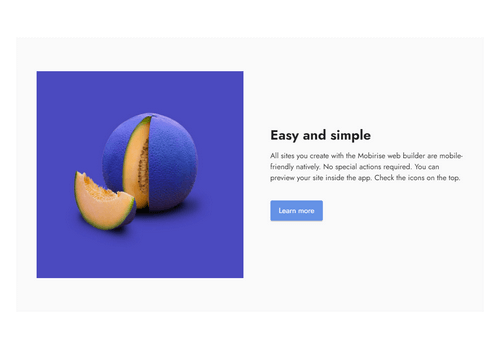 Easy and simple
All sites you create with the Mobirise web builder are mobile-
friendly natively. No special actions required. You can
preview your site inside the app. Check the icons on the top.
Learn more